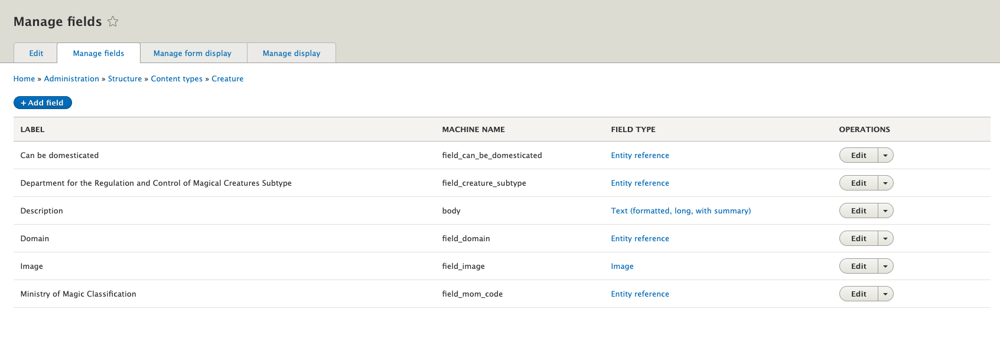 Manage fields
Edit Manage fields Manage form display Manage display
Home » Administration » Structure » Content types » Creature
+ Add field
LABEL MACHINE NAME FIELD TYPE OPERATIONS
Can be domesticated field_can_be_domesticated Entity reference Edit
Department for the Regulation and Control of Magical Creatures Subtype field_creature_subtype Entity reference Edit
Description body Text (formatted, long, with summary) Edit
Domain field_domain Entity reference Edit
Image field_image Image Edit
Ministry of Magic Classification field_mom_code Entity reference Edit